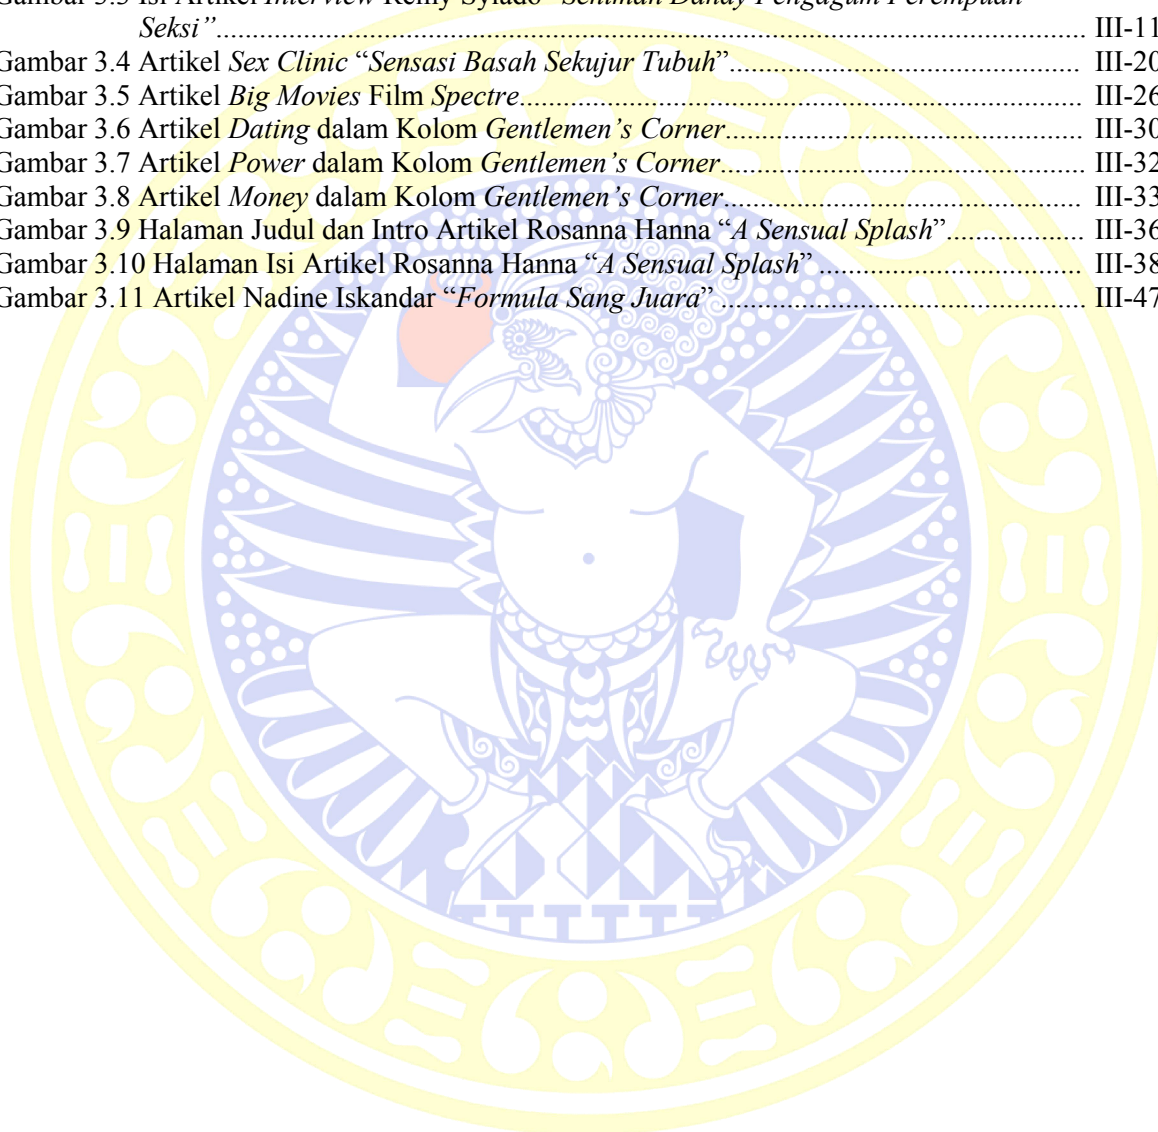 Gambar 3.3 Isi Artikel Interview Remy Sylado “Seniman Dandy Pengagum Perempuan
Seksi”.................................................................................................................. III-11
Gambar 3.4 Artikel Sex Clinic “Sensasi Basah Sekujur Tubuh”.............................................. III-20
Gambar 3.5 Artikel Big Movies Film Spectre.......................................................................... III-26
Gambar 3.6 Artikel Dating dalam Kolom Gentlemen’s Corner............................................... III-30
Gambar 3.7 Artikel Power dalam Kolom Gentlemen’s Corner................................................ III-32
Gambar 3.8 Artikel Money dalam Kolom Gentlemen’s Corner............................................... III-33
Gambar 3.9 Halaman Judul dan Intro Artikel Rosanna Hanna “A Sensual Splash”.................. III-36
Gambar 3.10 Halaman Isi Artikel Rosanna Hanna “A Sensual Splash” .................................. III-38
Gambar 3.11 Artikel Nadine Iskandar “Formula Sang Juara” ................................................ III-47